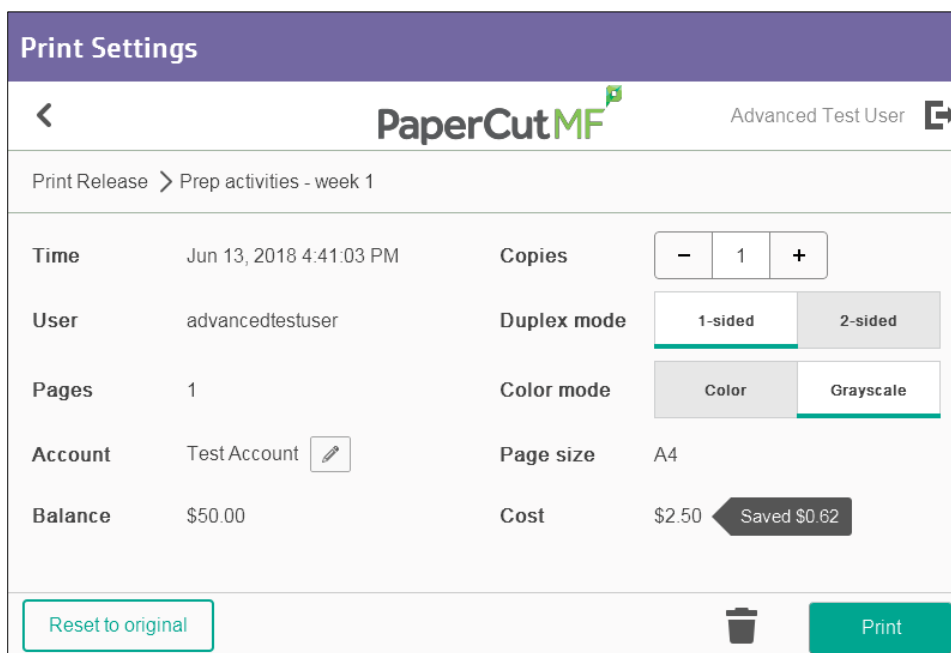 Print Settings
PaperCutMF
Advanced Test User
Print Release > Prep activities - week 1
Time Jun 13, 2018 4:41:03 PM Copies − 1 +
User advancedtestuser Duplex mode 1-sided 2-sided
Pages 1 Color mode Color Grayscale
Account Test Account Page size A4
Balance $50.00 Cost $2.50 Saved $0.62
Reset to original Print